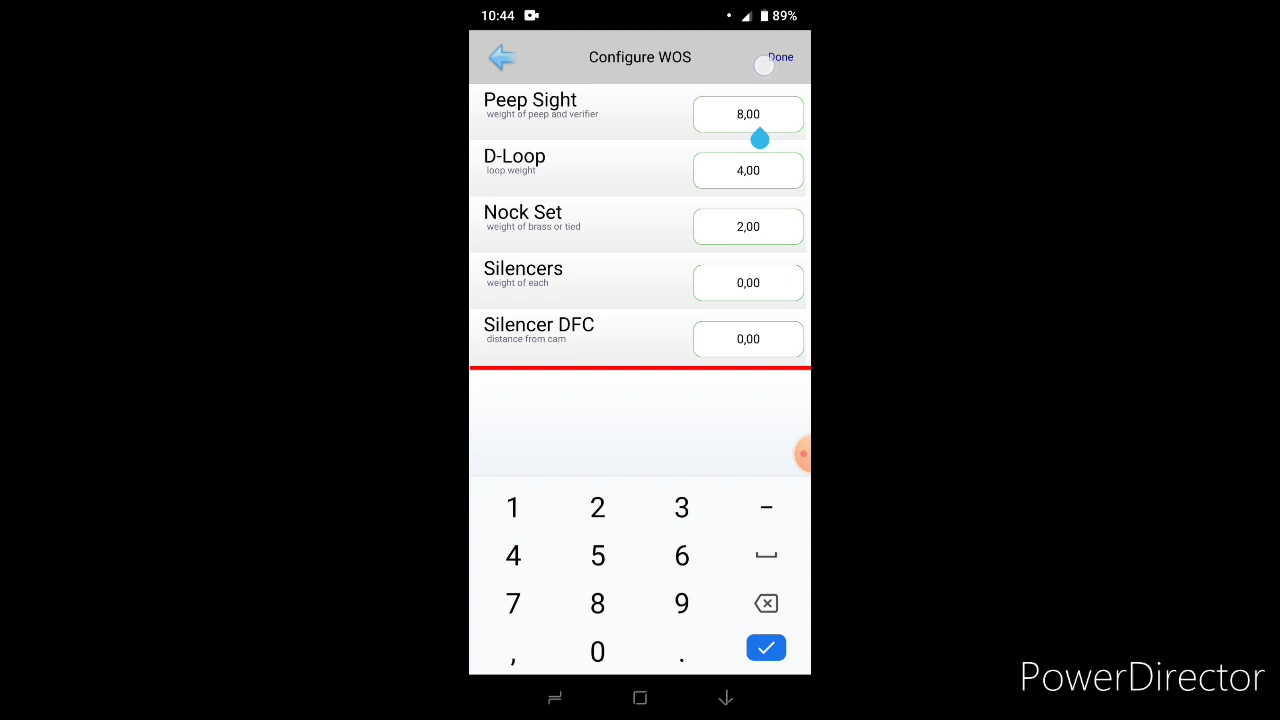 10:44
89%
Configure WOS
Done
Peep Sight
weight of peep and verifier
8,00
D-Loop
loop weight
4,00
Nock Set
weight of brass or tied
2,00
Silencers
weight of each
0,00
Silencer DFC
distance from cam
0,00
1 2 3 -
4 5 6
7 8 9
, 0 .
PowerDirector